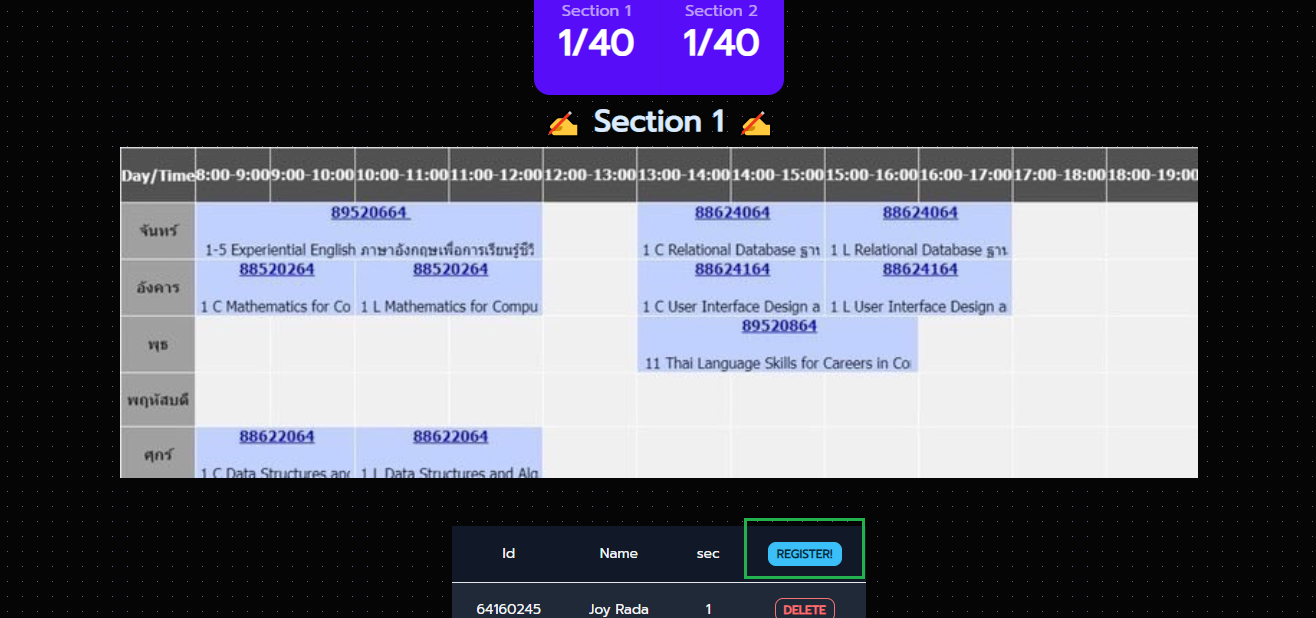 Section 1 Section 2
1/40 1/40
Section 1
Day/Time 8:00-9:00 9:00-10:00 10:00-11:00 11:00-12:00 12:00-13:00 13:00-14:00 14:00-15:00 15:00-16:00 16:00-17:00 17:00-18:00 18:00-19:00
จันทร์ 89520664 88624064 88624064
1-5 Experiential English ภาษาอังกฤษเพื่อการเรียนรู้ชีวิ 1 C Relational Database ฐาน 1 L Relational Database ฐาน
อังคาร 88520264 88520264 88624164 88624164
1 C Mathematics for Co 1 L Mathematics for Compu 1 C User Interface Design a 1 L User Interface Design a
พุธ 89520864
11 Thai Language Skills for Careers in Co
พฤหัสบดี
ศุกร์ 88622064 88622064
1 C Data Structures and 1 L Data Structures and Alg
Id Name sec REGISTER!
64160245 Joy Rada 1 DELETE